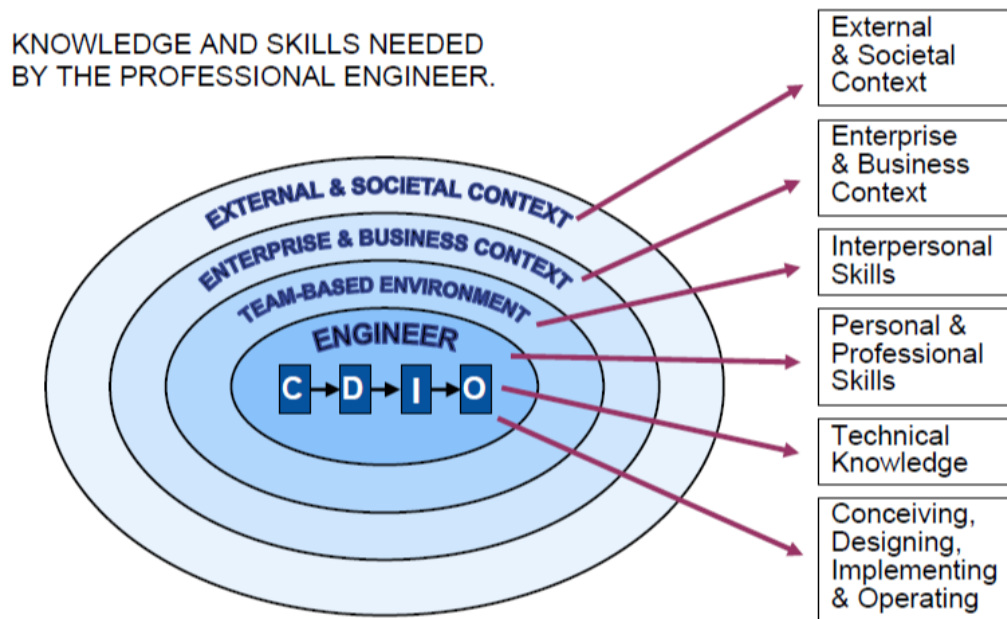 KNOWLEDGE AND SKILLS NEEDED
BY THE PROFESSIONAL ENGINEER.
EXTERNAL & SOCIETAL CONTEXT
ENTERPRISE & BUSINESS CONTEXT
TEAM-BASED ENVIRONMENT
ENGINEER
C D I O
External
& Societal
Context
Enterprise
& Business
Context
Interpersonal
Skills
Personal &
Professional
Skills
Technical
Knowledge
Conceiving,
Designing,
Implementing
& Operating